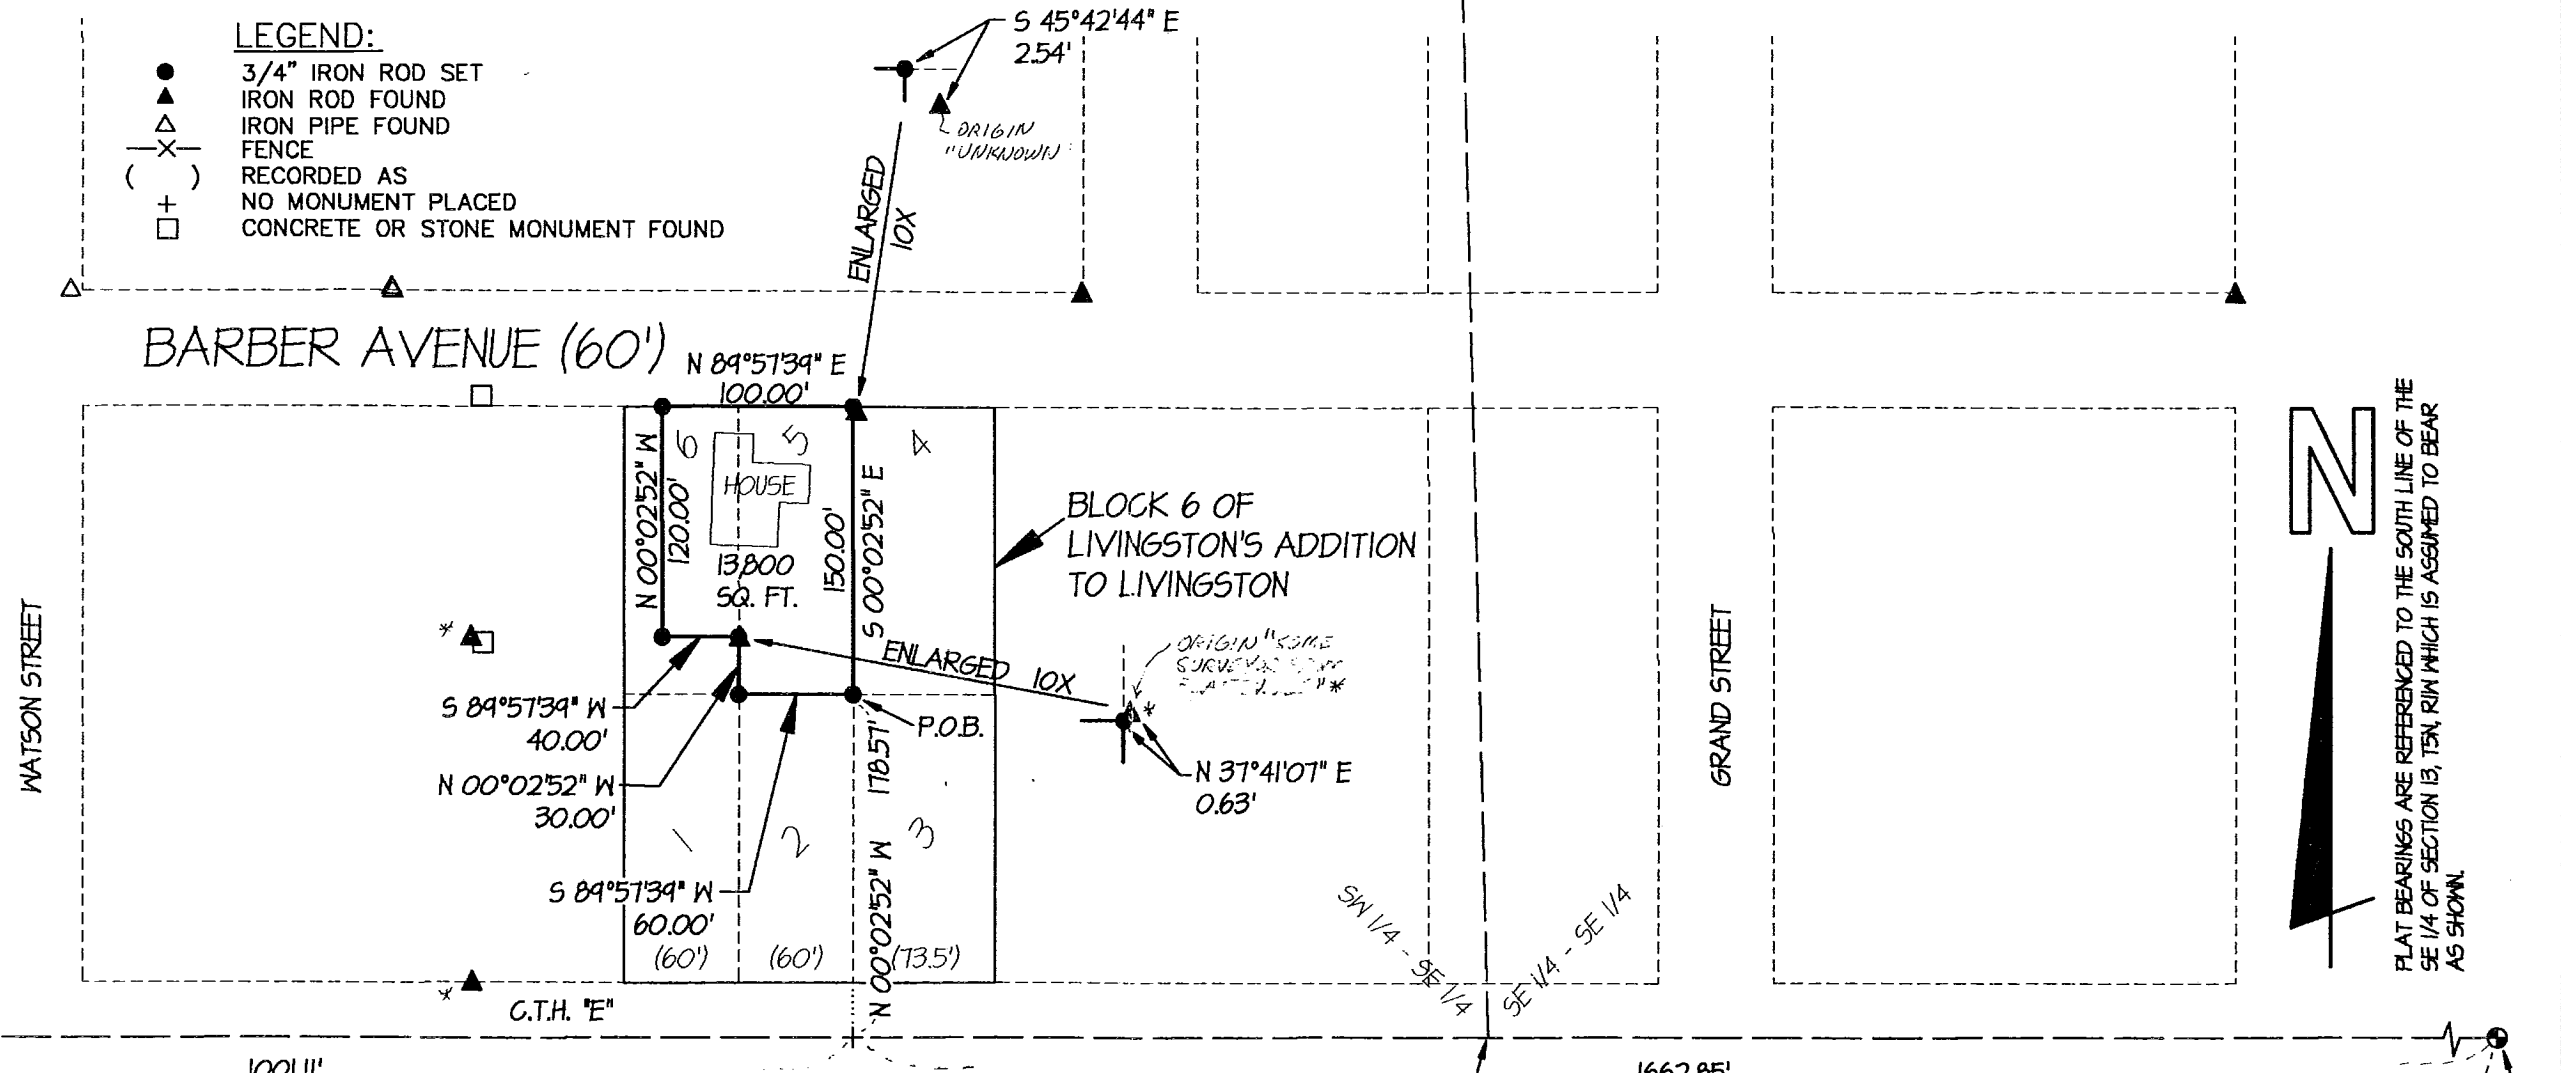 LEGEND:
3/4" IRON ROD SET
IRON ROD FOUND
IRON PIPE FOUND
FENCE
( ) RECORDED AS
NO MONUMENT PLACED
CONCRETE OR STONE MONUMENT FOUND
S 45°42'44" E
2.54'
ORIGIN
"UNKNOWN"
ENLARGED
10X
BARBER AVENUE (60')
N 89°57'39" E
100.00'
6
5
4
HOUSE
N 00°02'52" W
120.00'
150.00'
S 00°02'52" E
13,800
SQ. FT.
BLOCK 6 OF
LIVINGSTON'S ADDITION
TO LIVINGSTON
WATSON STREET
*
ENLARGED 10X
ORIGIN "SOME
*
*
S 89°57'39" W
40.00'
P.O.B.
N 00°02'52" W
30.00'
N 37°41'07" E
0.63'
178.57'
N 00°02'52" W
1
2
3
S 89°57'39" W
60.00'
(60')
(60')
(73.5')
*
C.T.H. "E"
SW 1/4 - SE 1/4
SE 1/4 - SE 1/4
GRAND STREET
N
PLAT BEARINGS ARE REFERENCED TO THE SOUTH LINE OF THE
SE 1/4 OF SECTION 13, T5N, R1W WHICH IS ASSUMED TO BEAR
AS SHOWN.
1001.11'
1662.85'